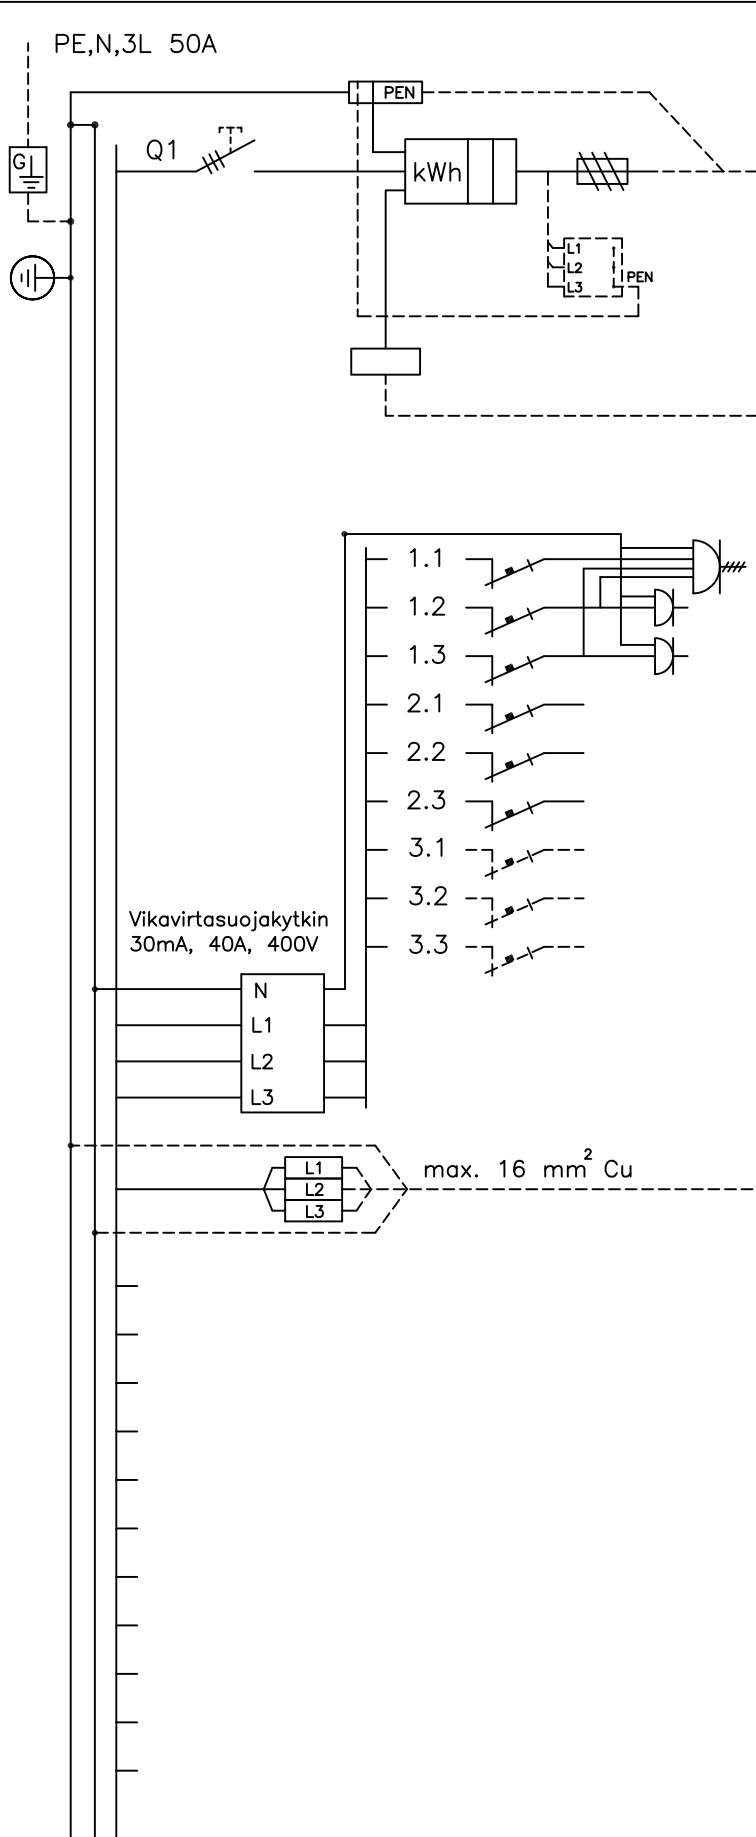 PE,N,3L 50A
PEN
Q1
G
kWh
L1
L2
L3
PEN
1.1
1.2
1.3
2.1
2.2
2.3
3.1
3.2
3.3
Vikavirtasuojakytkin
30mA, 40A, 400V
N
L1
L2
L3
L1
L2
L3
max. 16 mm² Cu